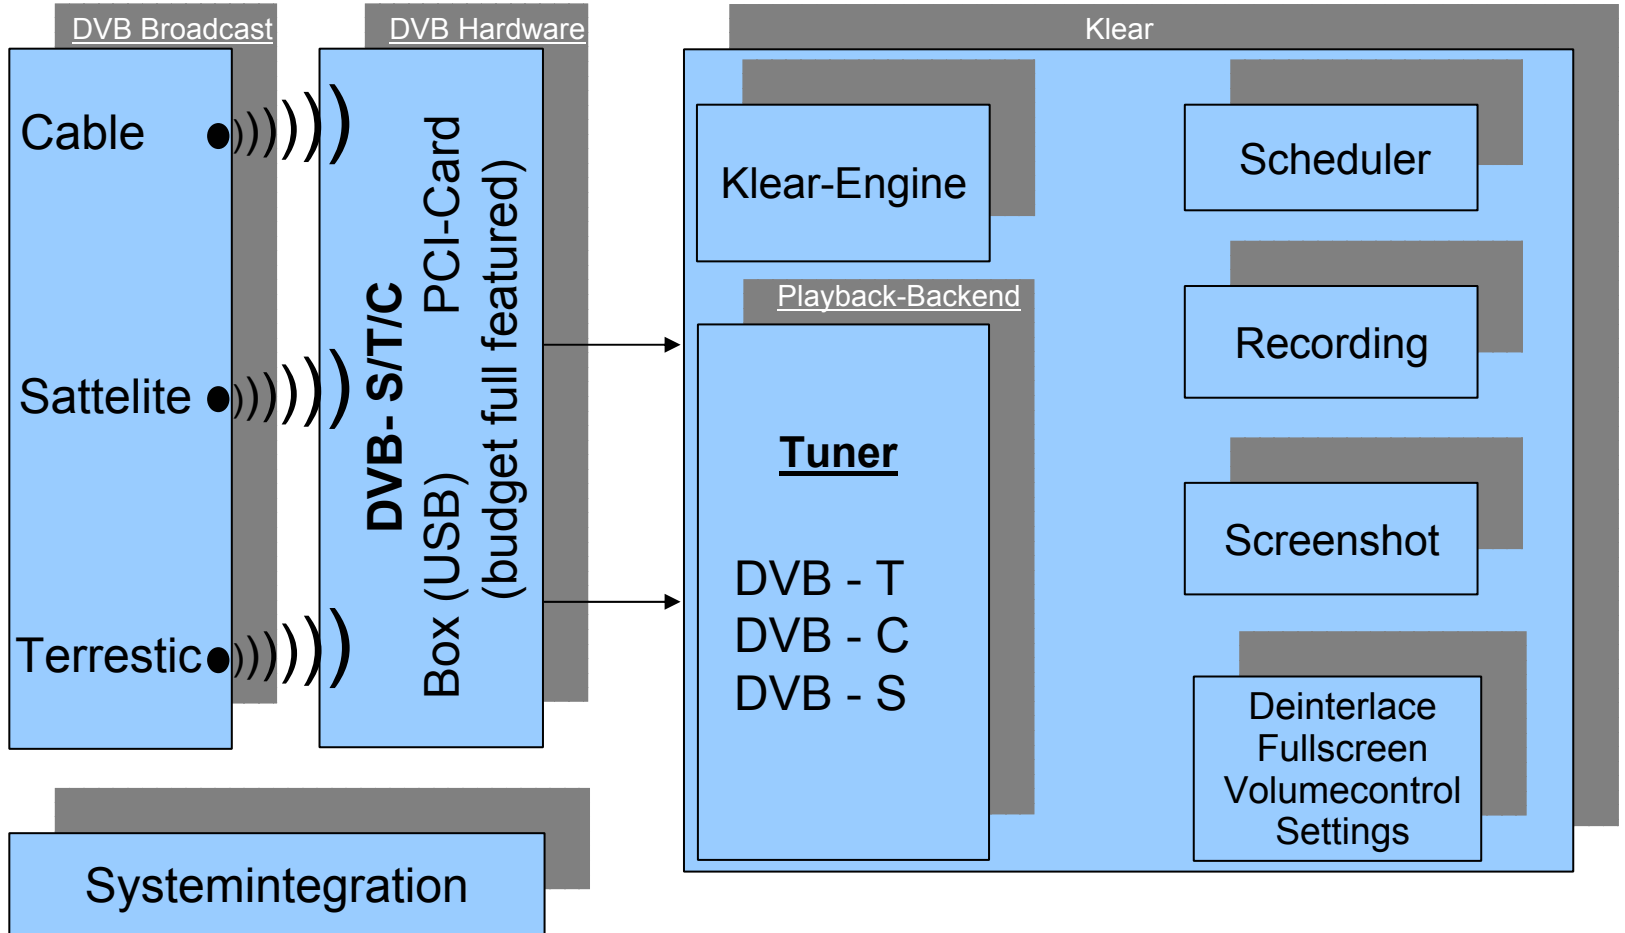 DVB Broadcast
Cable
Sattelite
Terrestic
DVB Hardware
DVB- S/T/C
Box (USB) PCI-Card
(budget full featured)
Klear
Klear-Engine
Playback-Backend
Tuner
DVB - T
DVB - C
DVB - S
Scheduler
Recording
Screenshot
Deinterlace
Fullscreen
Volumecontrol
Settings
Systemintegration